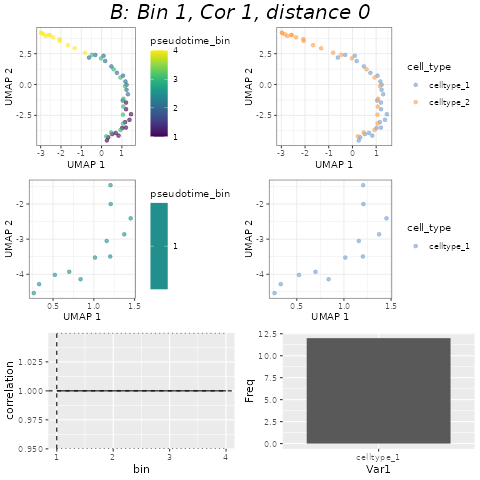 B: Bin 1, Cor 1, distance 0
2.5
0.0
-2.5
-3 -2 -1 0 1
UMAP 1
UMAP 2
pseudotime_bin
4
3
2
1
2.5
0.0
-2.5
-3 -2 -1 0 1
UMAP 1
UMAP 2
cell_type
celltype_1
celltype_2
-2
-3
-4
0.5 1.0 1.5
UMAP 1
UMAP 2
pseudotime_bin
1
-2
-3
-4
0.5 1.0 1.5
UMAP 1
UMAP 2
cell_type
celltype_1
1.025
1.000
0.975
0.950
1 2 3 4
bin
correlation
12.5
10.0
7.5
5.0
2.5
0.0
celltype_1
Var1
Freq